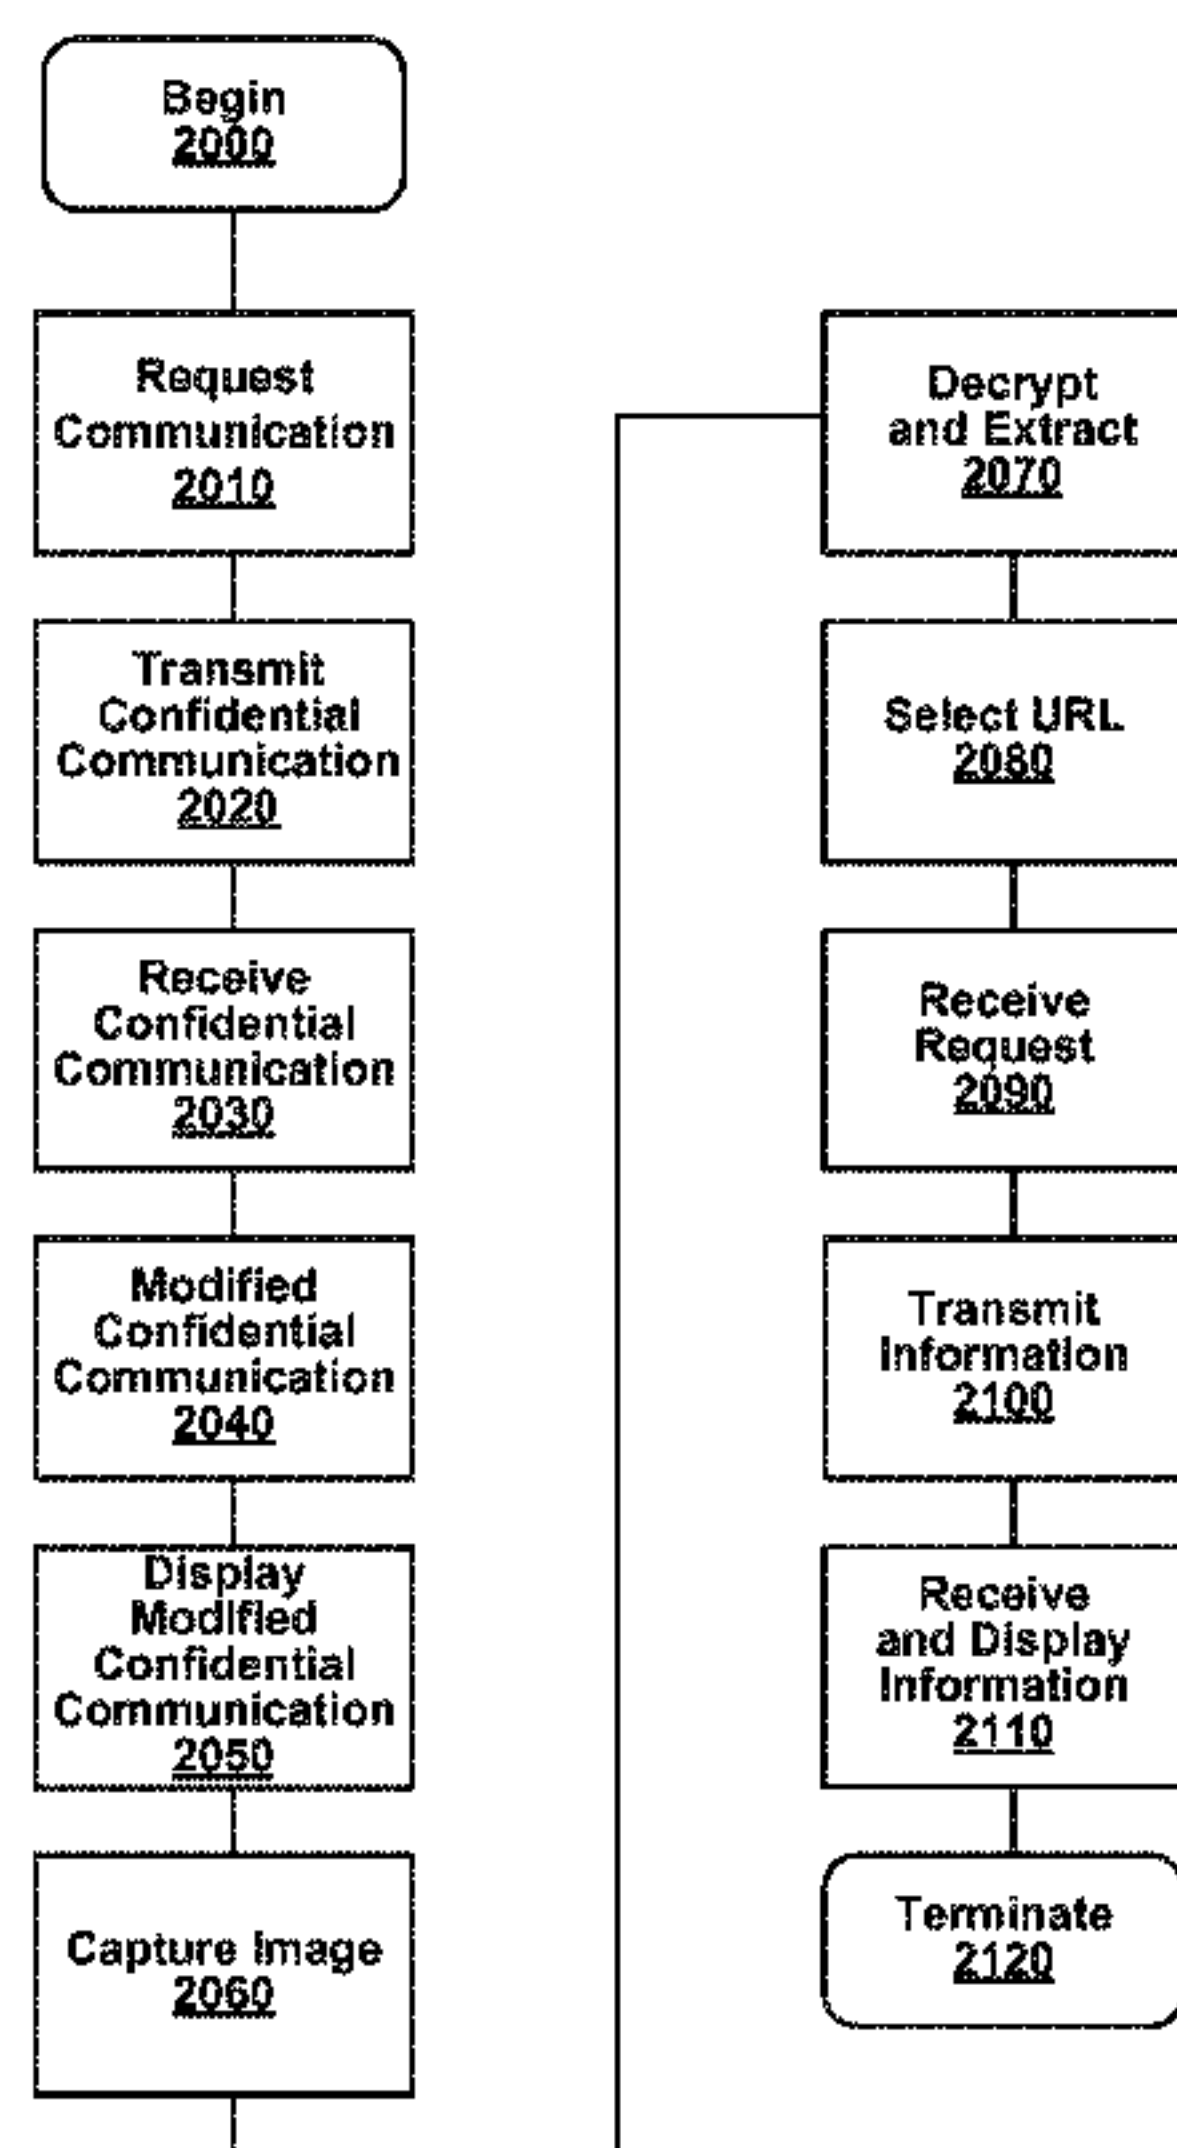 Begin
2000
Request
Communication
2010
Transmit
Confidential
Communication
2020
Receive
Confidential
Communication
2030
Modified
Confidential
Communication
2040
Display
Modified
Confidential
Communication
2050
Capture Image
2060
Decrypt
and Extract
2070
Select URL
2080
Receive
Request
2090
Transmit
Information
2100
Receive
and Display
Information
2110
Terminate
2120